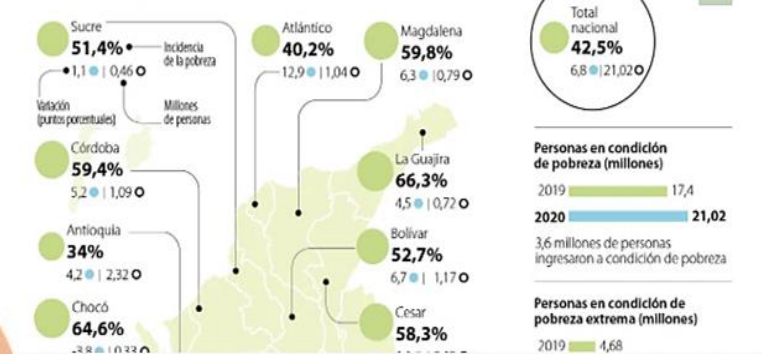 Sucre
51,4%
1,1 | 0,46
Incidencia
de la pobreza
Variación
(puntos porcentuales)
Millones
de personas
Atlántico
40,2%
12,9 | 1,04
Magdalena
59,8%
6,3 | 0,79
Total
nacional
42,5%
6,8 | 21,02
Córdoba
59,4%
5,2 | 1,09
La Guajira
66,3%
4,5 | 0,72
Antioquia
34%
4,2 | 2,32
Bolívar
52,7%
6,7 | 1,17
Chocó
64,6%
-3,8 | 0,33
Cesar
58,3%
Personas en condición
de pobreza (millones)
2019 17,4
2020 21,02
3,6 millones de personas
ingresaron a condición de pobreza
Personas en condición de
pobreza extrema (millones)
2019 4,68